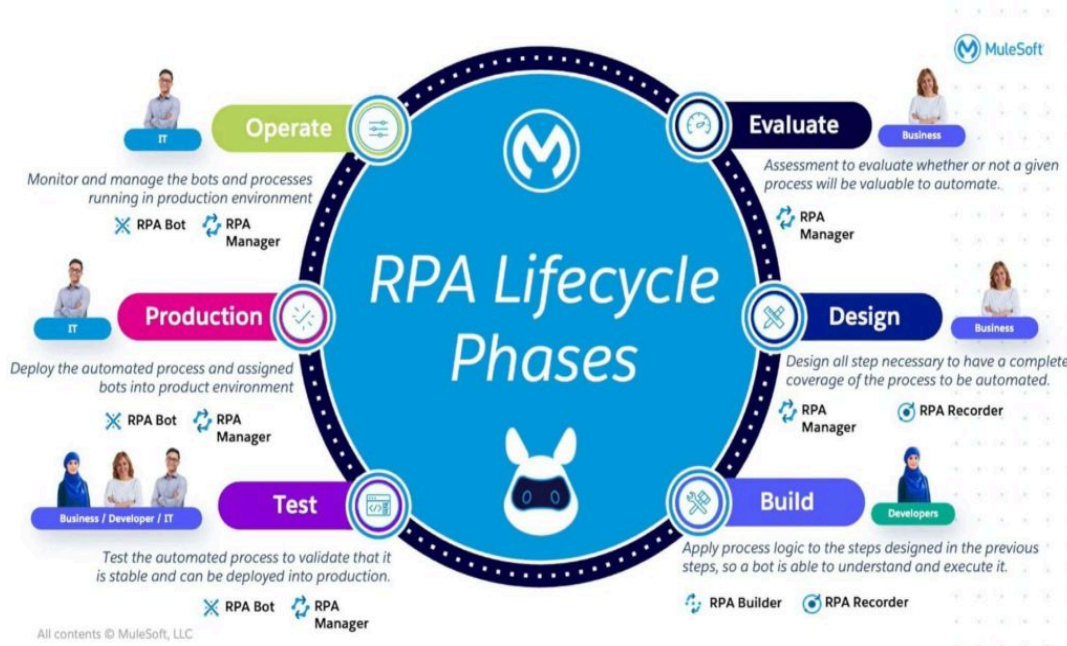 MuleSoft
RPA Lifecycle
Phases
Evaluate
Business
Assessment to evaluate whether or not a given
process will be valuable to automate.
RPA
Manager
Design
Business
Design all step necessary to have a complete
coverage of the process to be automated.
RPA
Manager
RPA Recorder
Build
Developers
Apply process logic to the steps designed in the previous
steps, so a bot is able to understand and execute it.
RPA Builder
RPA Recorder
Test
Business / Developer / IT
Test the automated process to validate that it
is stable and can be deployed into production.
RPA Bot
RPA
Manager
Production
IT
Deploy the automated process and assigned
bots into product environment
RPA Bot
RPA
Manager
Operate
IT
Monitor and manage the bots and processes
running in production environment
RPA Bot
RPA
Manager
All contents © MuleSoft, LLC